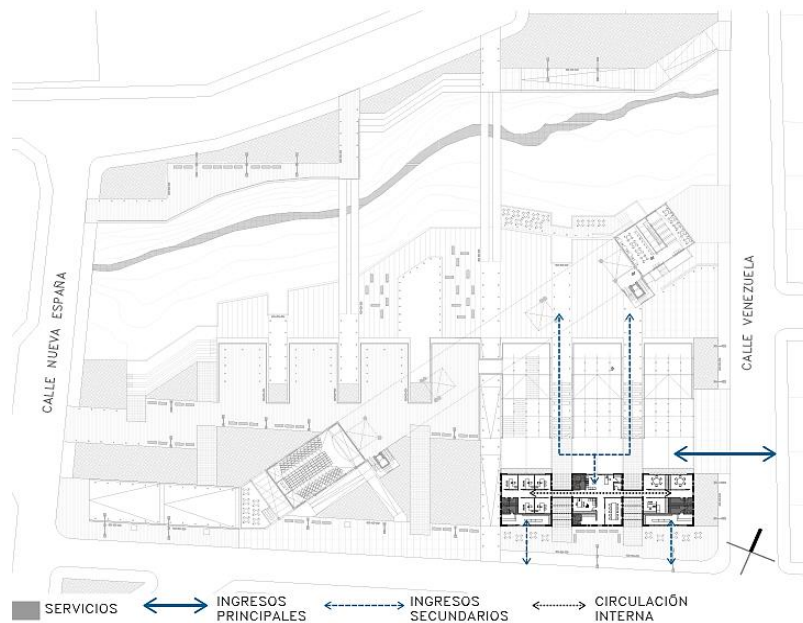 CALLE NUEVA ESPAÑA
CALLE VENEZUELA
SERVICIOS
INGRESOS
PRINCIPALES
INGRESOS
SECUNDARIOS
CIRCULACIÓN
INTERNA